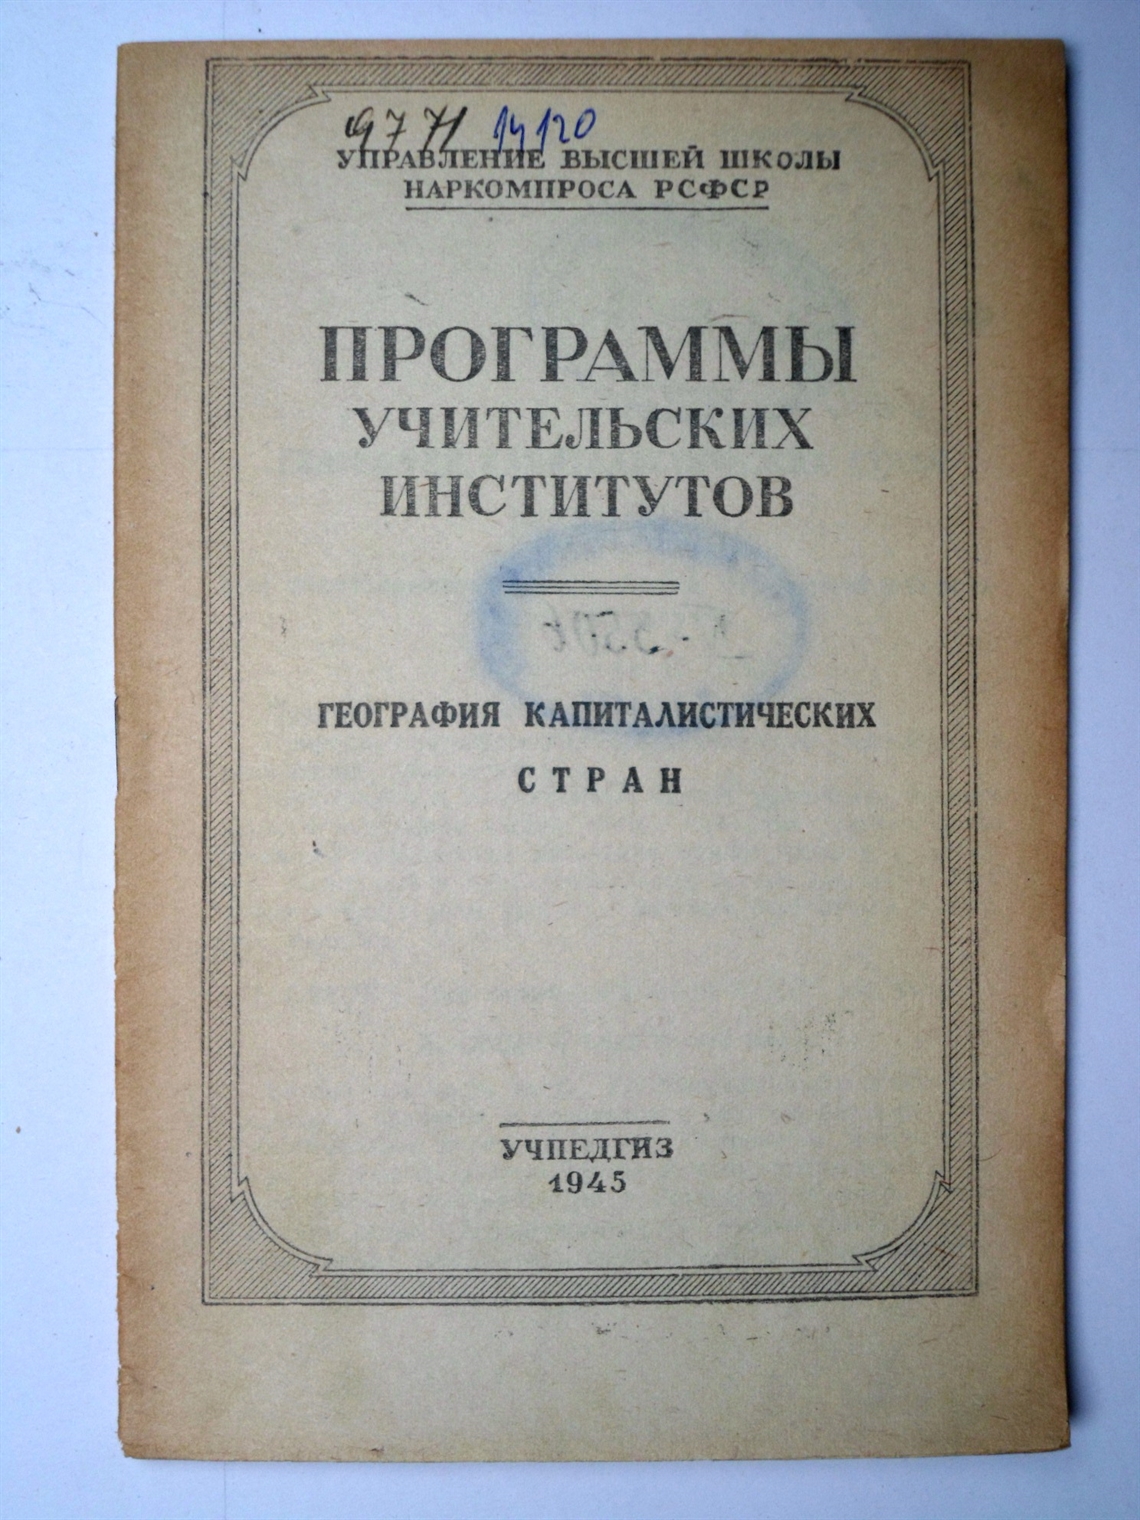 9771 14120
УПРАВЛЕНИЕ ВЫСШЕЙ ШКОЛЫ
НАРКОМПРОСА РСФСР
ПРОГРАММЫ
УЧИТЕЛЬСКИХ
ИНСТИТУТОВ
ГЕОГРАФИЯ КАПИТАЛИСТИЧЕСКИХ
СТРАН
УЧПЕДГИЗ
1945